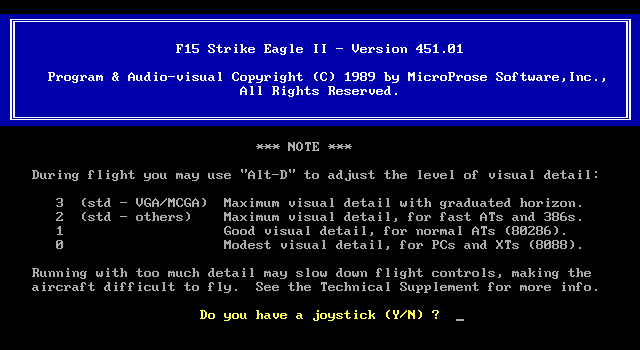 F15 Strike Eagle II - Version 451.01
Program & Audio-visual Copyright (C) 1989 by MicroProse Software,Inc.,
All Rights Reserved.
*** NOTE ***
During flight you may use "Alt-D" to adjust the level of visual detail:
3 (std - VGA/MCGA) Maximum visual detail with graduated horizon.
2 (std - others) Maximum visual detail, for fast ATs and 386s.
1 Good visual detail, for normal ATs (80286).
0 Modest visual detail, for PCs and XTs (8088).
Running with too much detail may slow down flight controls, making the
aircraft difficult to fly. See the Technical Supplement for more info.
Do you have a joystick (Y/N) ? _